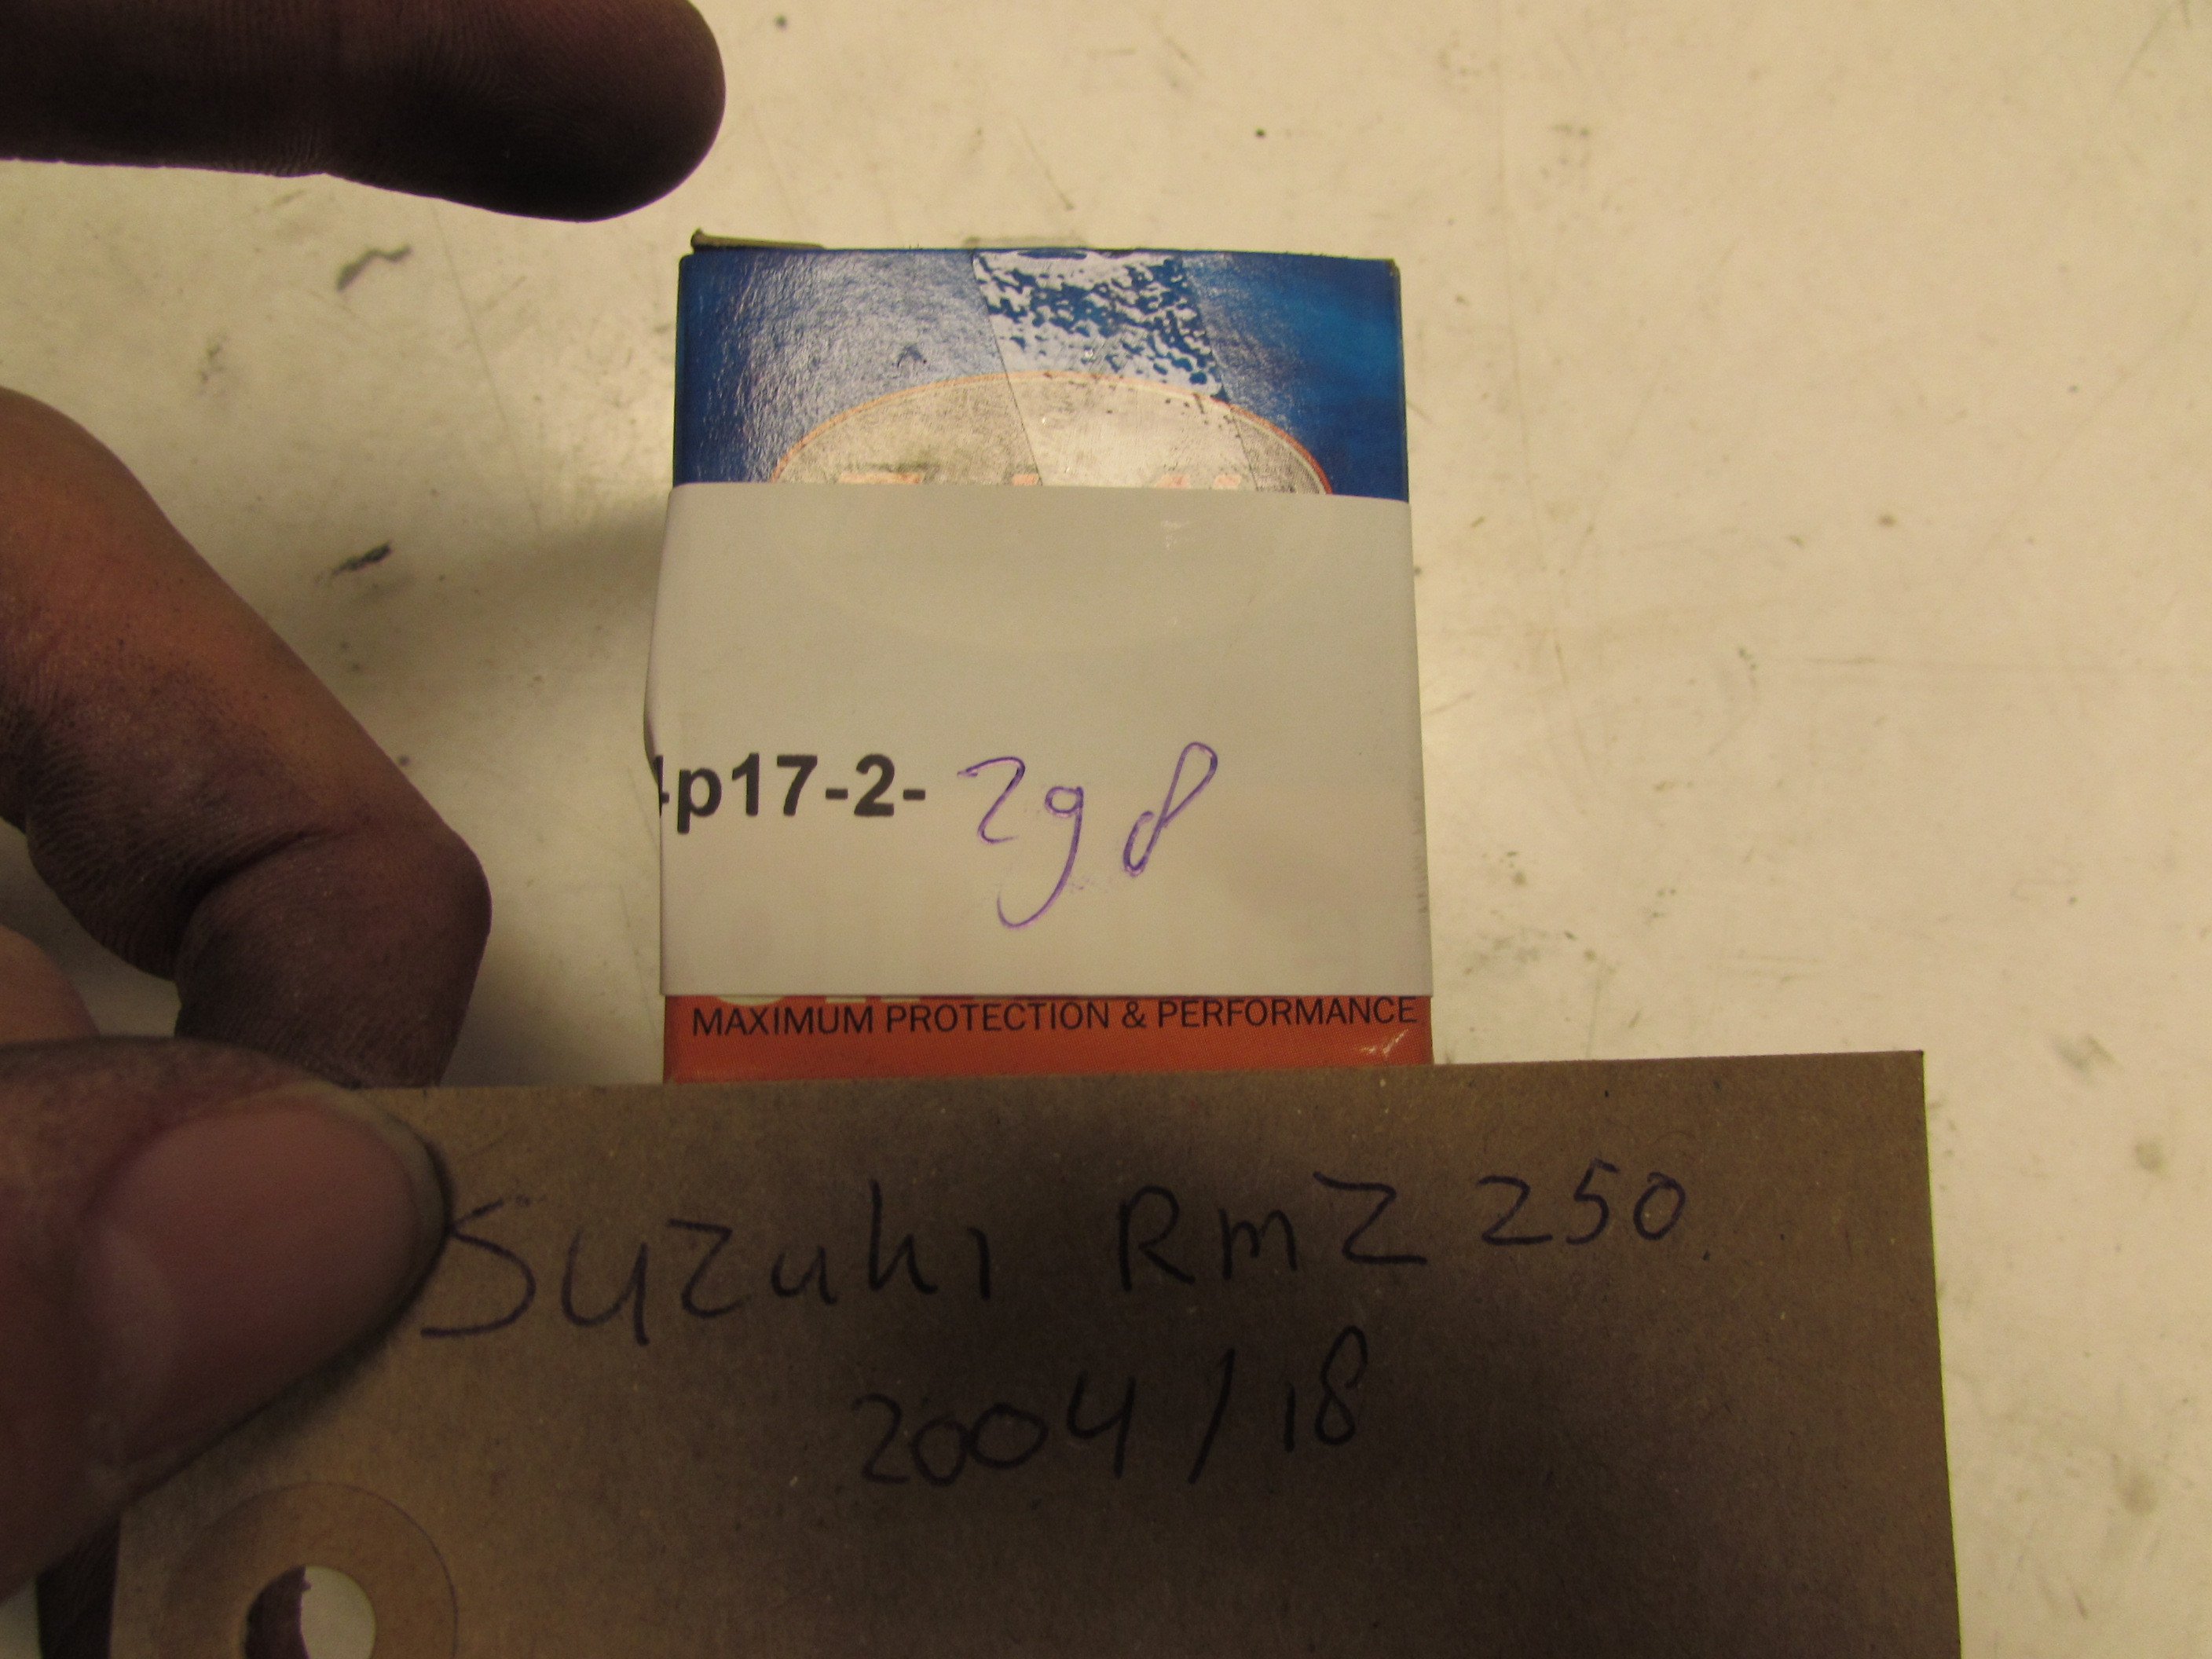 4p17-2-298
MAXIMUM PROTECTION & PERFORMANCE
Suzuki RmZ 250
2004/18